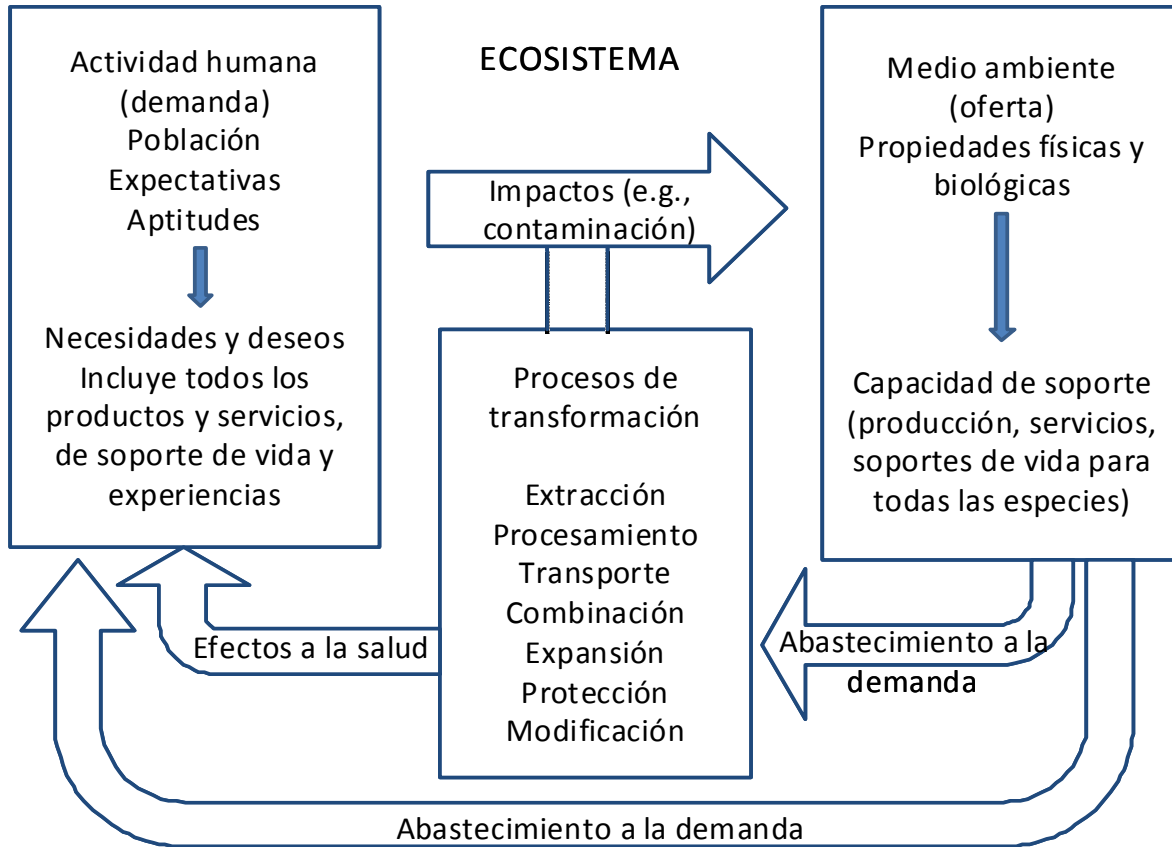 Actividad humana
(demanda)
Población
Expectativas
Aptitudes
Necesidades y deseos
Incluye todos los
productos y servicios,
de soporte de vida y
experiencias
ECOSISTEMA
Impactos (e.g.,
contaminación)
Procesos de
transformación
Extracción
Procesamiento
Transporte
Combinación
Expansión
Protección
Modificación
Medio ambiente
(oferta)
Propiedades físicas y
biológicas
Capacidad de soporte
(producción, servicios,
soportes de vida para
todas las especies)
Efectos a la salud
Abastecimiento a la
demanda
Abastecimiento a la demanda